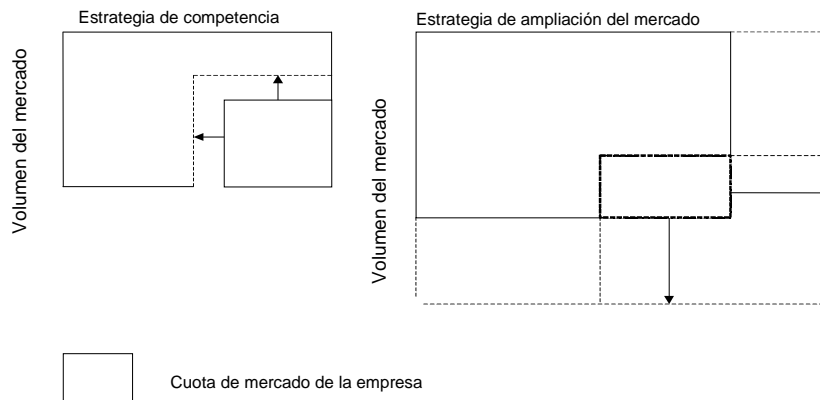 Estrategia de competencia
Estrategia de ampliación del mercado
Volumen del mercado
Volumen del mercado
Cuota de mercado de la empresa